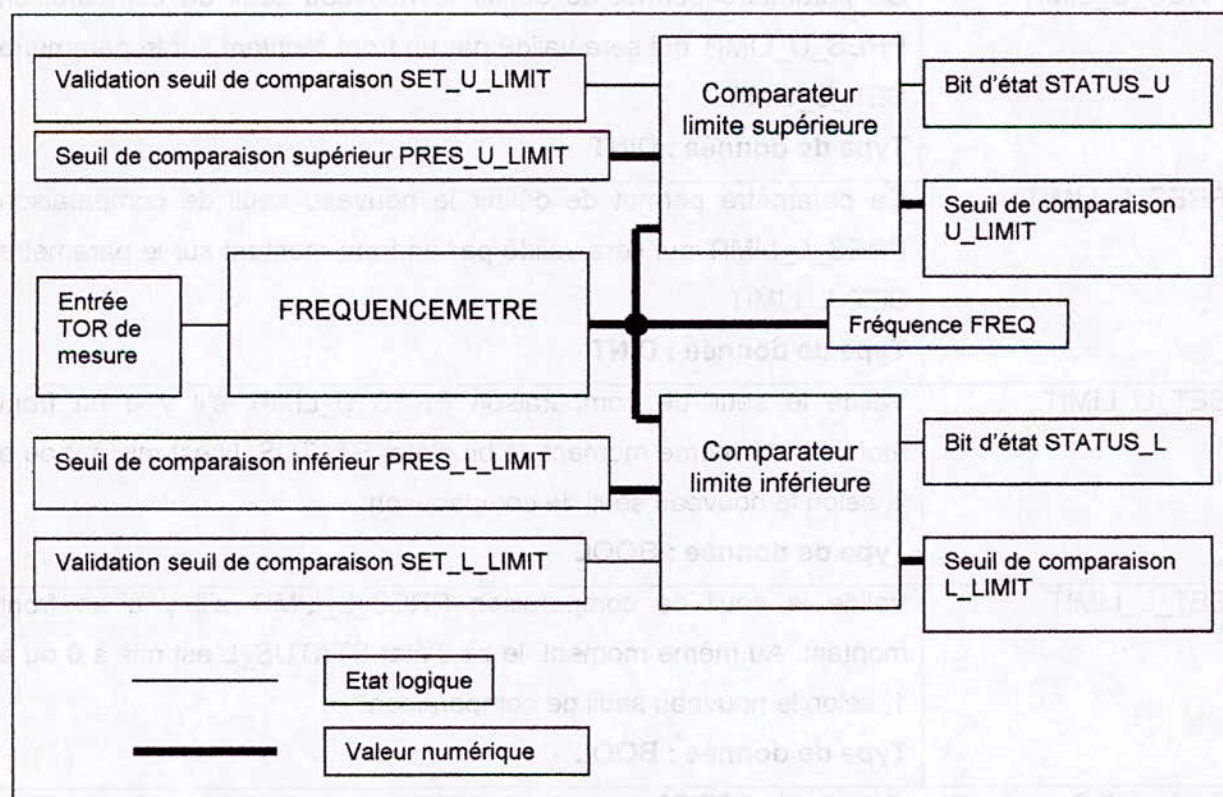 Validation seuil de comparaison SET_U_LIMIT
Seuil de comparaison supérieur PRES_U_LIMIT
Comparateur
limite supérieure
Bit d'état STATUS_U
Seuil de comparaison
U_LIMIT
Entrée
TOR de
mesure
FREQUENCEMETRE
Fréquence FREQ
Seuil de comparaison inférieur PRES_L_LIMIT
Validation seuil de comparaison SET_L_LIMIT
Comparateur
limite inférieure
Bit d'état STATUS_L
Seuil de comparaison
L_LIMIT
Etat logique
Valeur numérique